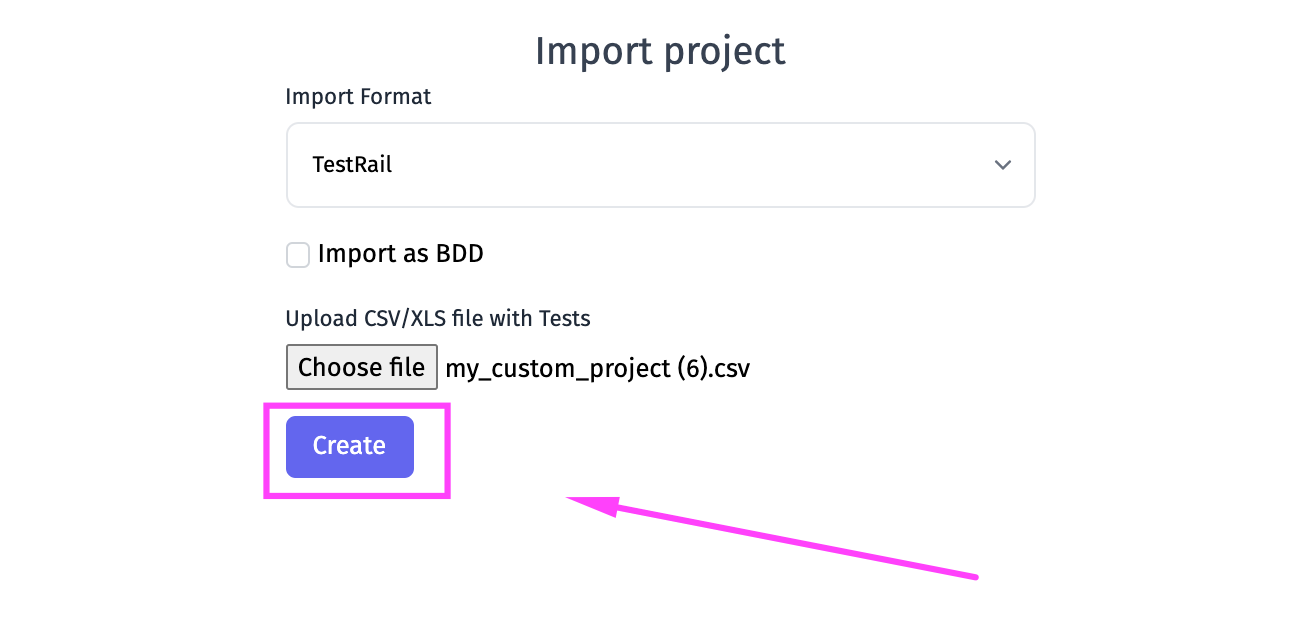 Import project
Import Format
TestRail
Import as BDD
Upload CSV/XLS file with Tests
Choose file my_custom_project (6).csv
Create